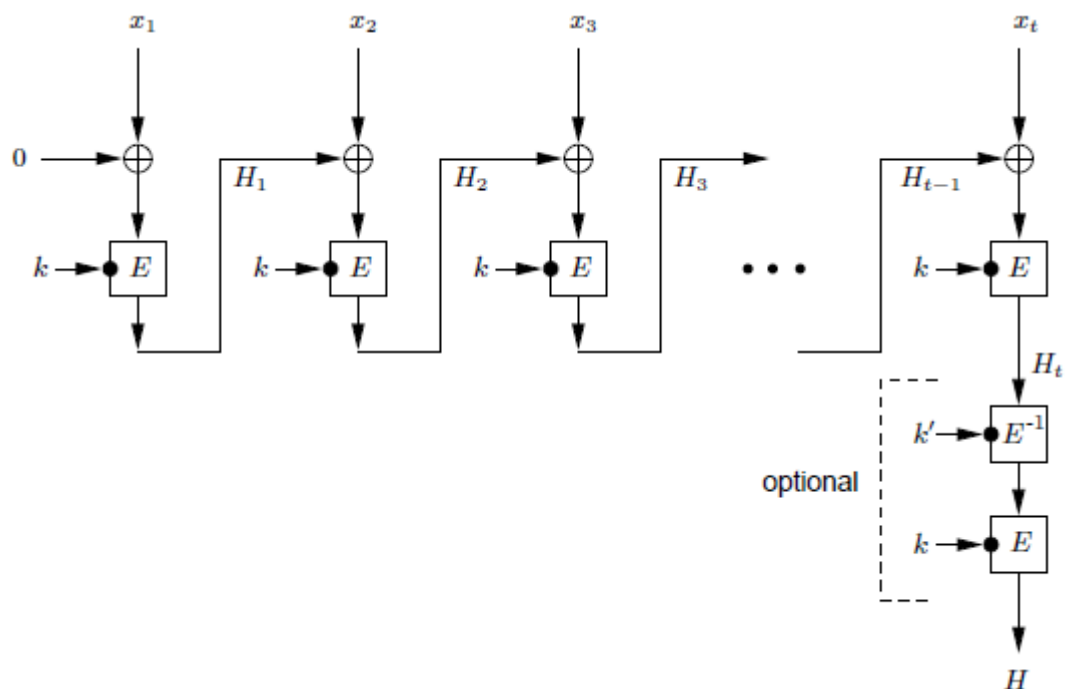 x₁ x₂ x₃ xₜ
0 H₁ H₂ H₃ Hₜ₋₁
k E k E k E • • • k E
Hₜ
k′ E⁻¹
optional
k E
H